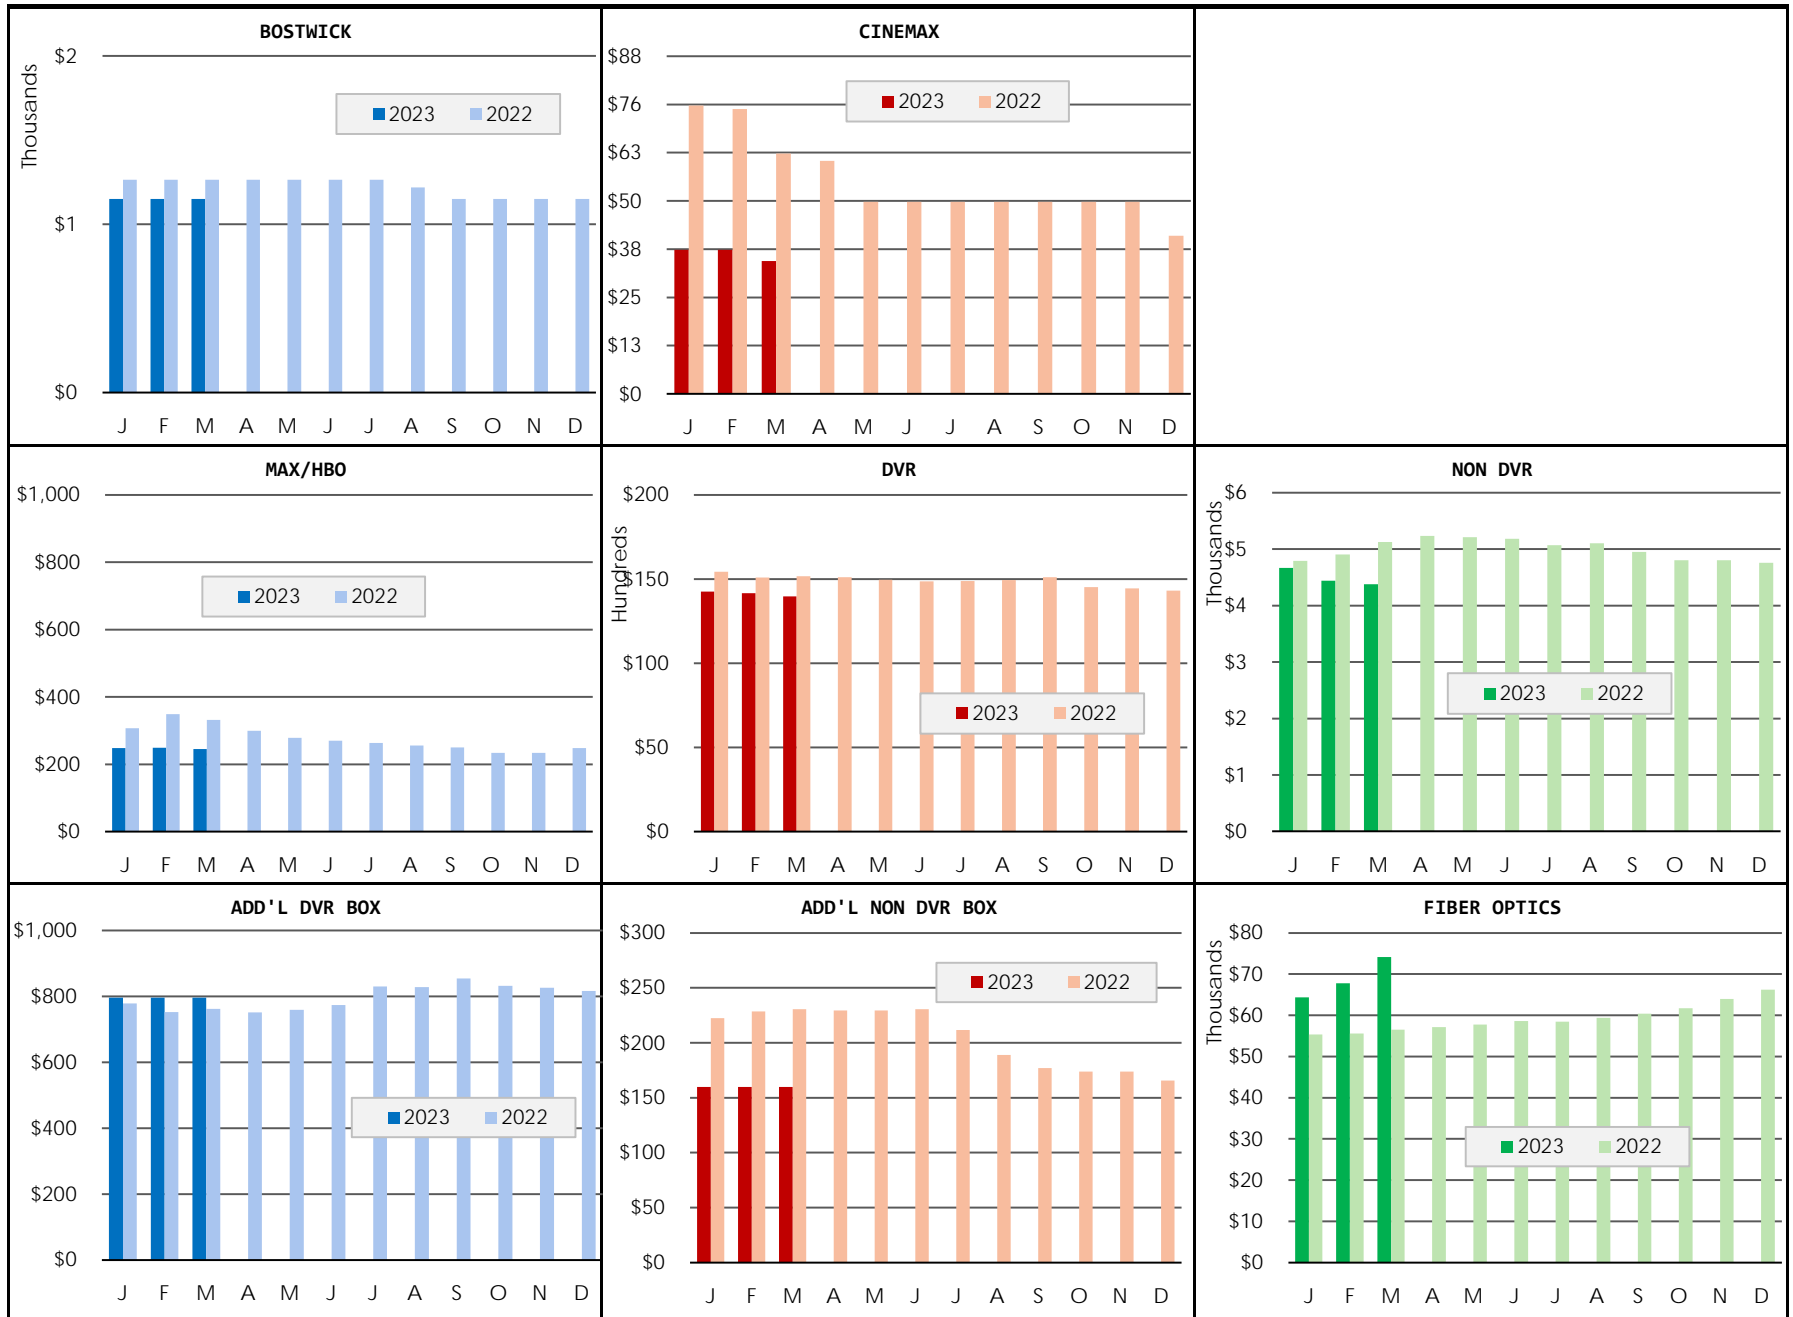 BOSTWICK
Thousands
$2
$1
$0
2023 2022
J F M A M J J A S O N D
CINEMAX
$88
$76
$63
$50
$38
$25
$13
$0
2023 2022
J F M A M J J A S O N D
MAX/HBO
$1,000
$800
$600
$400
$200
$0
2023 2022
J F M A M J J A S O N D
DVR
Hundreds
$200
$150
$100
$50
$0
2023 2022
J F M A M J J A S O N D
NON DVR
Thousands
$6
$5
$4
$3
$2
$1
$0
2023 2022
J F M A M J J A S O N D
ADD'L DVR BOX
$1,000
$800
$600
$400
$200
$0
2023 2022
J F M A M J J A S O N D
ADD'L NON DVR BOX
$300
$250
$200
$150
$100
$50
$0
2023 2022
J F M A M J J A S O N D
FIBER OPTICS
Thousands
$80
$70
$60
$50
$40
$30
$20
$10
$0
2023 2022
J F M A M J J A S O N D